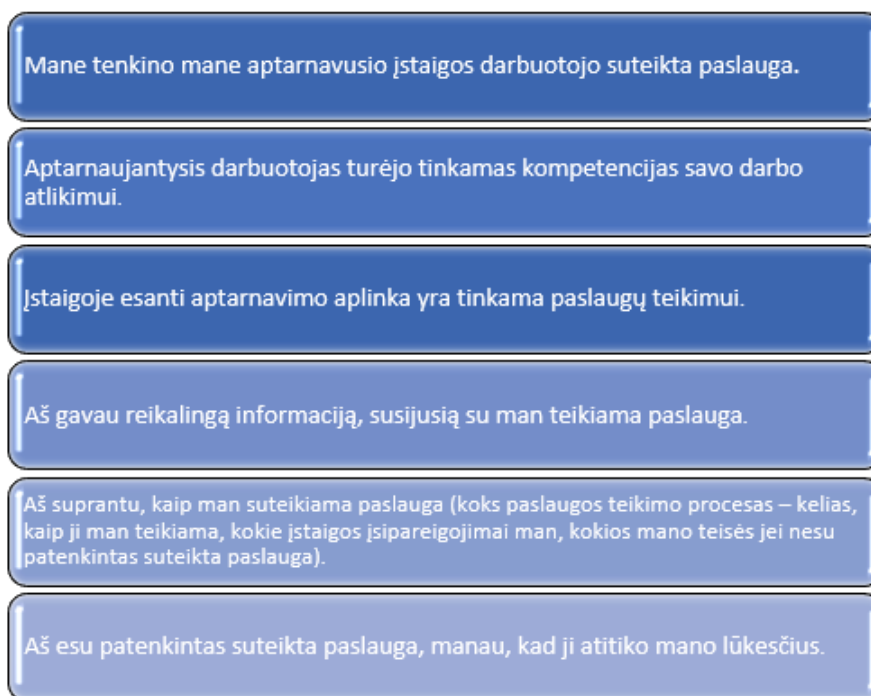 Mane tenkino mane aptarnavusio įstaigos darbuotojo suteikta paslauga.
Aptarnaujantysis darbuotojas turėjo tinkamas kompetencijas savo darbo
atlikimui.
Įstaigoje esanti aptarnavimo aplinka yra tinkama paslaugų teikimui.
Aš gavau reikalingą informaciją, susijusią su man teikiama paslauga.
Aš suprantu, kaip man suteikiama paslauga (koks paslaugos teikimo procesas – kelias,
kaip ji man teikiama, kokie įstaigos įsipareigojimai man, kokios mano teisės jei nesu
patenkintas suteikta paslauga).
Aš esu patenkintas suteikta paslauga, manau, kad ji atitiko mano lūkesčius.